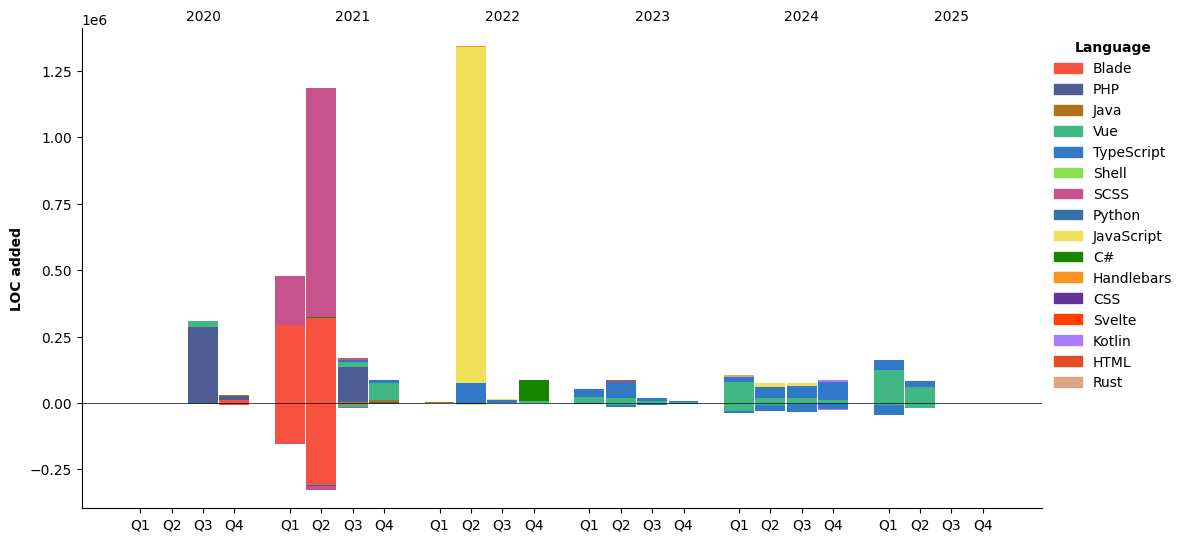 1e6
2020 2021 2022 2023 2024 2025
LOC added
1.25
1.00
0.75
0.50
0.25
0.00
−0.25
Q1 Q2 Q3 Q4 Q1 Q2 Q3 Q4 Q1 Q2 Q3 Q4 Q1 Q2 Q3 Q4 Q1 Q2 Q3 Q4 Q1 Q2 Q3 Q4
Language
Blade
PHP
Java
Vue
TypeScript
Shell
SCSS
Python
JavaScript
C#
Handlebars
CSS
Svelte
Kotlin
HTML
Rust